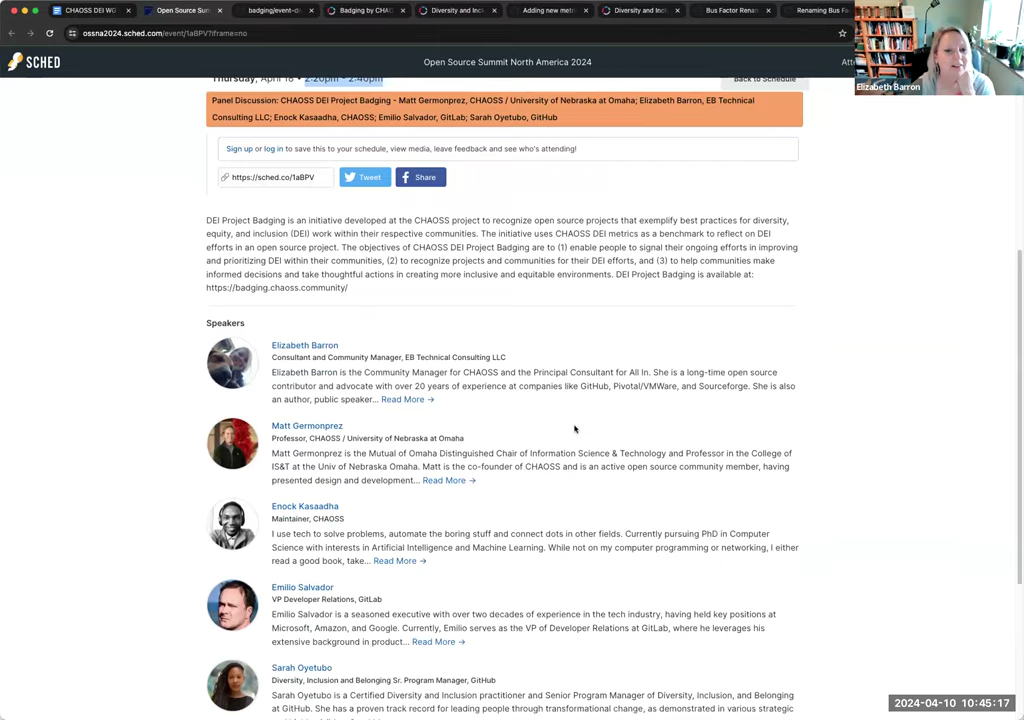 CHAOSS DEI WG
Open Source Sum
badging/event-di
Badging by CHAO
Diversity and Inc
Adding new metr
Diversity and Inc
Bus Factor Renam
Renaming Bus Fa
ossna2024.sched.com/event/1aBPV?iframe=no
SCHED
Open Source Summit North America 2024
Atte
Elizabeth Barron
Thursday, April 18 • 2:20pm - 2:40pm
Back to Schedule
Panel Discussion: CHAOSS DEI Project Badging - Matt Germonprez, CHAOSS / University of Nebraska at Omaha; Elizabeth Barron, EB Technical
Consulting LLC; Enock Kasaadha, CHAOSS; Emilio Salvador, GitLab; Sarah Oyetubo, GitHub
Sign up or log in to save this to your schedule, view media, leave feedback and see who's attending!
https://sched.co/1aBPV
Tweet
Share
DEI Project Badging is an initiative developed at the CHAOSS project to recognize open source projects that exemplify best practices for diversity,
equity, and inclusion (DEI) work within their respective communities. The initiative uses CHAOSS DEI metrics as a benchmark to reflect on DEI
efforts in an open source project. The objectives of CHAOSS DEI Project Badging are to (1) enable people to signal their ongoing efforts in improving
and prioritizing DEI within their communities, (2) to recognize projects and communities for their DEI efforts, and (3) to help communities make
informed decisions and take thoughtful actions in creating more inclusive and equitable environments. DEI Project Badging is available at:
https://badging.chaoss.community/
Speakers
Elizabeth Barron
Consultant and Community Manager, EB Technical Consulting LLC
Elizabeth Barron is the Community Manager for CHAOSS and the Principal Consultant for All In. She is a long-time open source
contributor and advocate with over 20 years of experience at companies like GitHub, Pivotal/VMWare, and Sourceforge. She is also
an author, public speaker... Read More →
Matt Germonprez
Professor, CHAOSS / University of Nebraska at Omaha
Matt Germonprez is the Mutual of Omaha Distinguished Chair of Information Science & Technology and Professor in the College of
IS&T at the Univ of Nebraska Omaha. Matt is the co-founder of CHAOSS and is an active open source community member, having
presented design and development... Read More →
Enock Kasaadha
Maintainer, CHAOSS
I use tech to solve problems, automate the boring stuff and connect dots in other fields. Currently pursuing PhD in Computer
Science with interests in Artificial Intelligence and Machine Learning. While not on my computer programming or networking, I either
read a good book, take... Read More →
Emilio Salvador
VP Developer Relations, GitLab
Emilio Salvador is a seasoned executive with over two decades of experience in the tech industry, having held key positions at
Microsoft, Amazon, and Google. Currently, Emilio serves as the VP of Developer Relations at GitLab, where he leverages his
extensive background in product... Read More →
Sarah Oyetubo
Diversity, Inclusion and Belonging Sr. Program Manager, GitHub
Sarah Oyetubo is a Certified Diversity and Inclusion practitioner and Senior Program Manager of Diversity, Inclusion, and Belonging
at GitHub. She has a proven track record for leading people through transformational change, as demonstrated in various strategic
2024-04-10 10:45:17